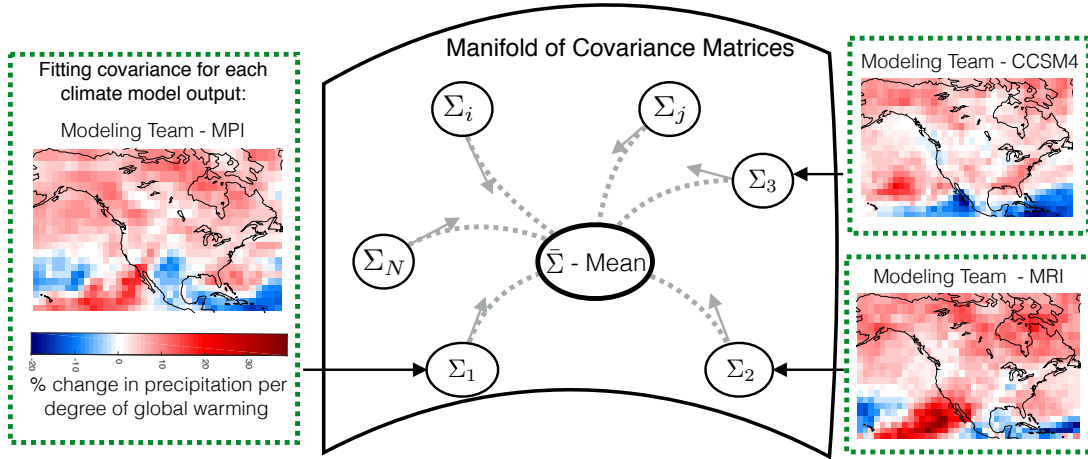 Fitting covariance for each
climate model output:
Modeling Team - MPI
-20
-10
0
10
20
30
% change in precipitation per
degree of global warming
Manifold of Covariance Matrices
Σ_i
Σ_j
Σ_3
Σ_N
Σ̄ - Mean
Σ_1
Σ_2
Modeling Team - CCSM4
Modeling Team - MRI